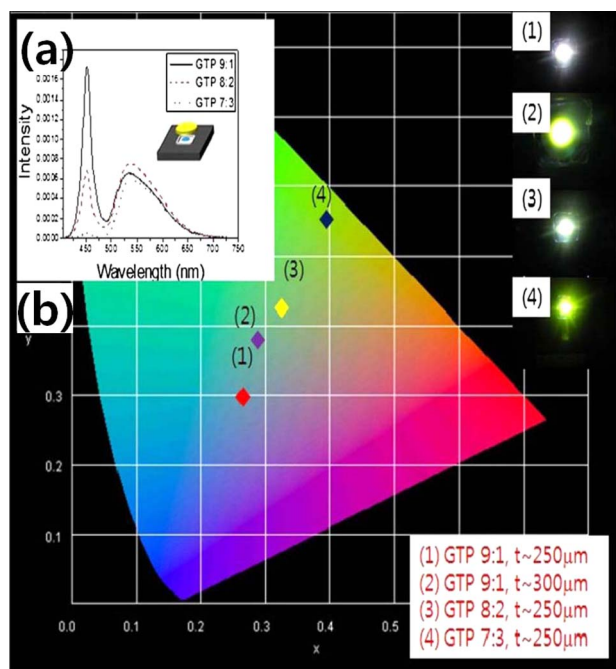 (a)
GTP 9:1
GTP 8:2
GTP 7:3
Intensity
0.0016
0.0014
0.0012
0.0010
0.0008
0.0006
0.0004
0.0002
0.0000
450 500 550 600 650 700 750
Wavelength (nm)
(1)
(2)
(3)
(4)
(b)
(4)
(3)
(2)
(1)
y
0.3
0.2
0.1
0.0 0.1 0.2 0.3 0.4 0.5
x
(1) GTP 9:1, t~250μm
(2) GTP 9:1, t~300μm
(3) GTP 8:2, t~250μm
(4) GTP 7:3, t~250μm